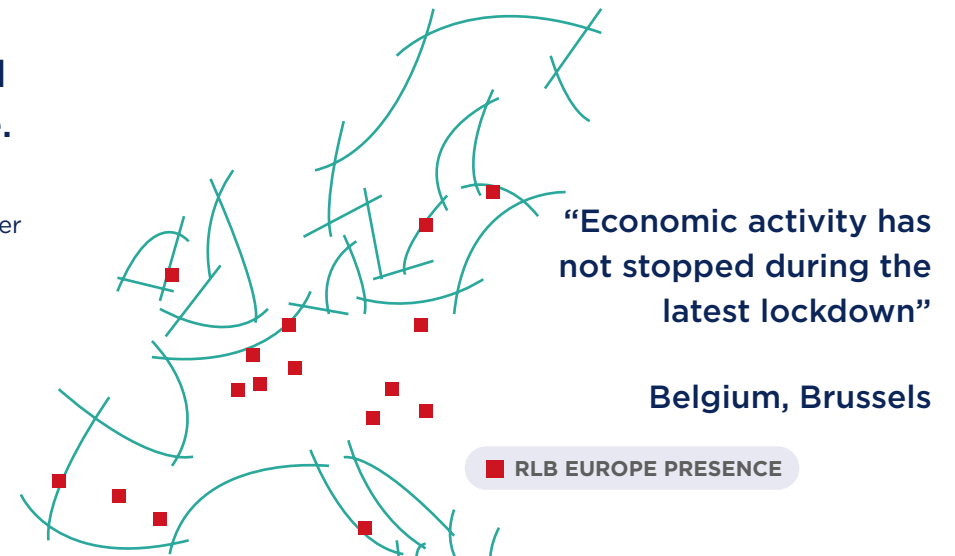 “Economic activity has
not stopped during the
latest lockdown”
Belgium, Brussels
RLB EUROPE PRESENCE